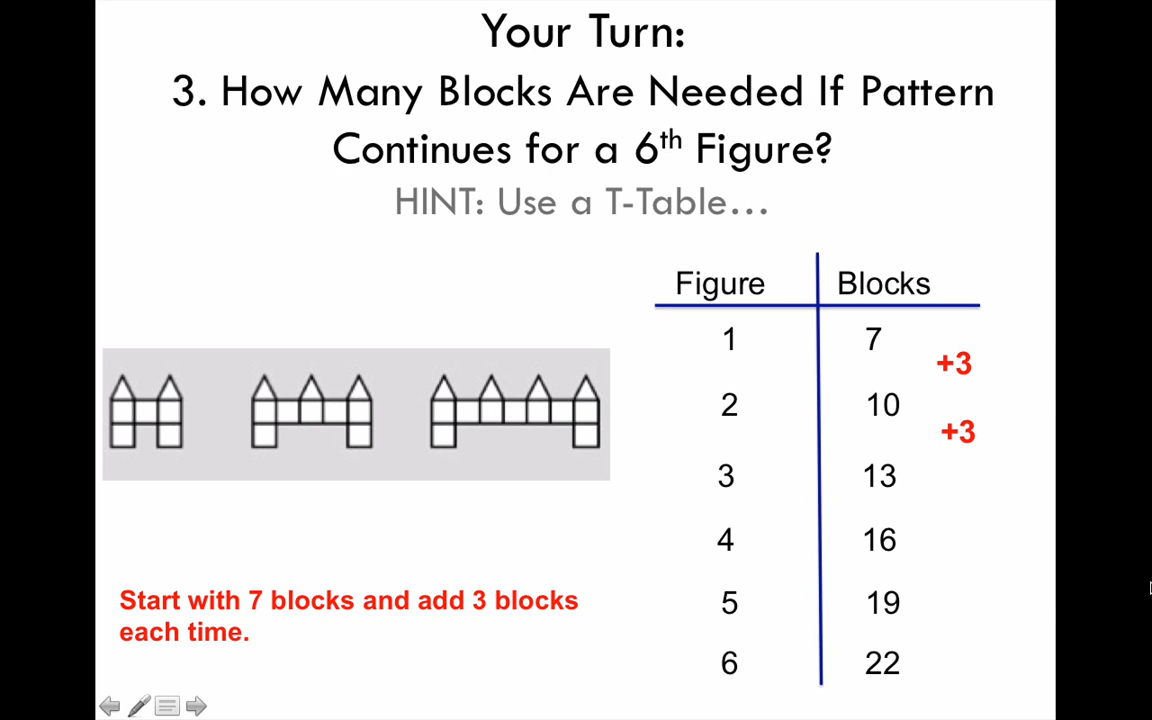 Your Turn:
3. How Many Blocks Are Needed If Pattern
Continues for a 6th Figure?
HINT: Use a T-Table...
Figure Blocks
1 7
+3
2 10
+3
3 13
4 16
5 19
6 22
Start with 7 blocks and add 3 blocks
each time.